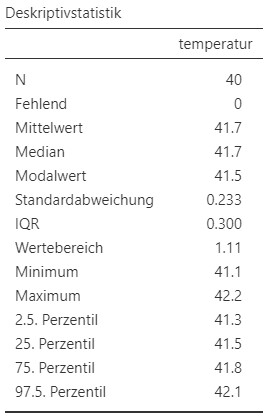 Deskriptivstatistik
temperatur
N 40
Fehlend 0
Mittelwert 41.7
Median 41.7
Modalwert 41.5
Standardabweichung 0.233
IQR 0.300
Wertebereich 1.11
Minimum 41.1
Maximum 42.2
2.5. Perzentil 41.3
25. Perzentil 41.5
75. Perzentil 41.8
97.5. Perzentil 42.1